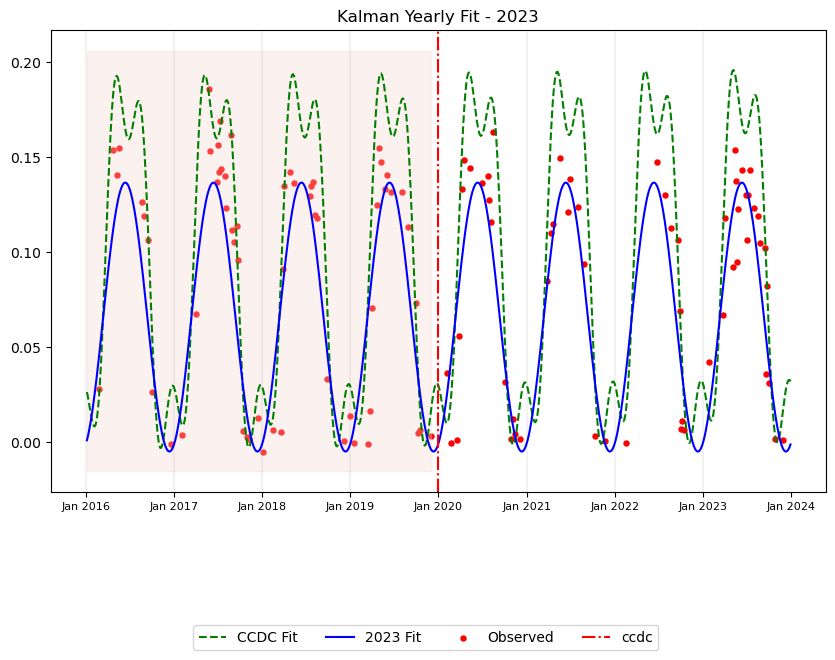 Kalman Yearly Fit - 2023
0.20
0.15
0.10
0.05
0.00
Jan 2016 Jan 2017 Jan 2018 Jan 2019 Jan 2020 Jan 2021 Jan 2022 Jan 2023 Jan 2024
CCDC Fit 2023 Fit Observed ccdc